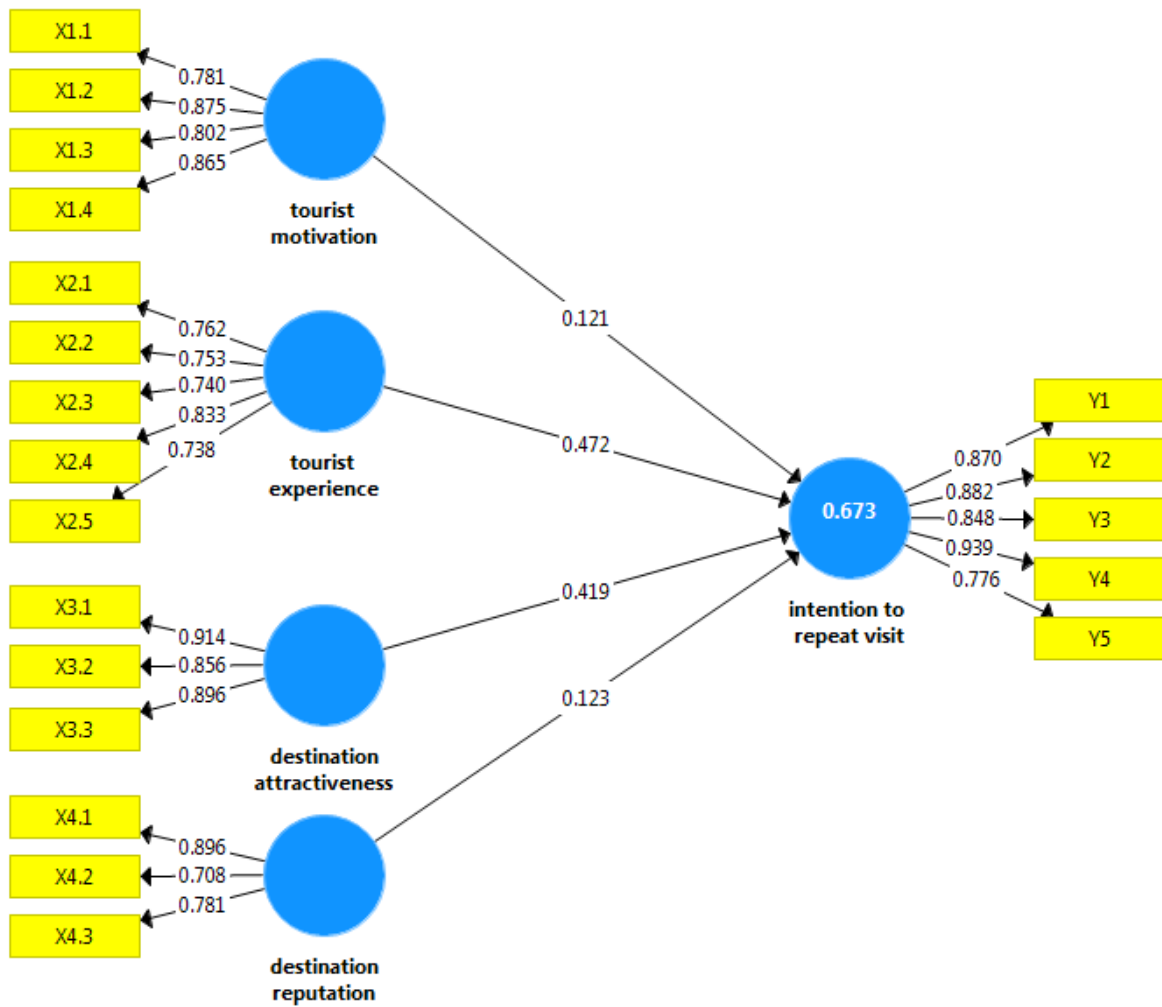 X1.1
X1.2
X1.3
X1.4
0.781
0.875
0.802
0.865
tourist
motivation
X2.1
X2.2
X2.3
X2.4
X2.5
0.762
0.753
0.740
0.833
0.738
tourist
experience
X3.1
X3.2
X3.3
0.914
0.856
0.896
destination
attractiveness
X4.1
X4.2
X4.3
0.896
0.708
0.781
destination
reputation
0.121
0.472
0.419
0.123
0.673
intention to
repeat visit
0.870
0.882
0.848
0.939
0.776
Y1
Y2
Y3
Y4
Y5